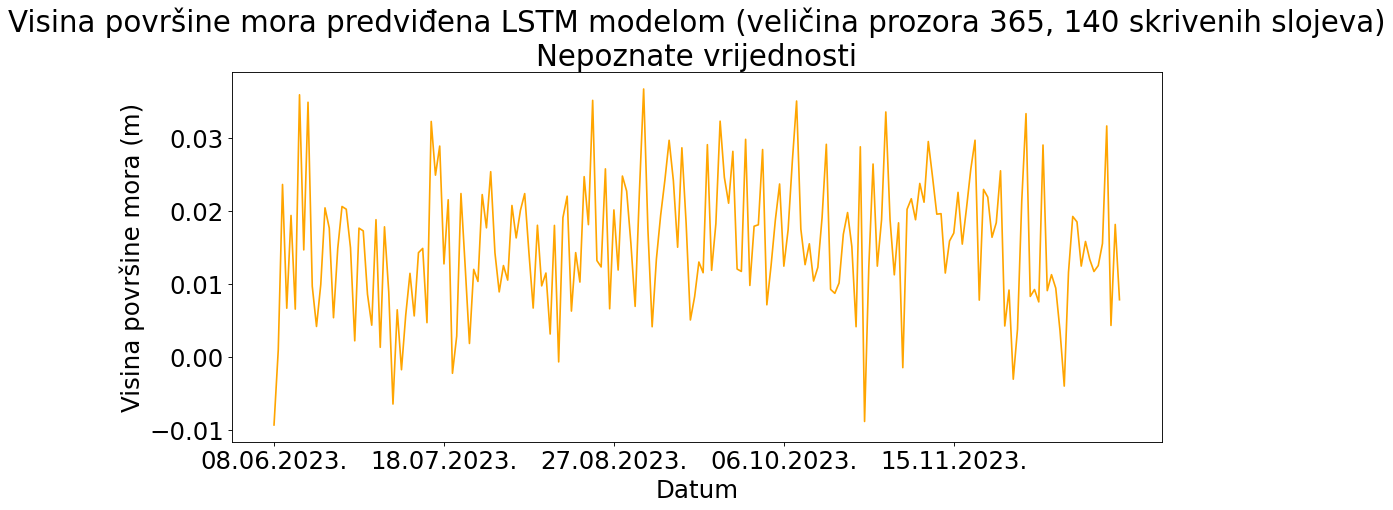 Visina površine mora predviđena LSTM modelom (veličina prozora 365, 140 skrivenih slojeva)
Nepoznate vrijednosti
Visina površine mora (m)
0.03
0.02
0.01
0.00
−0.01
08.06.2023. 18.07.2023. 27.08.2023. 06.10.2023. 15.11.2023.
Datum